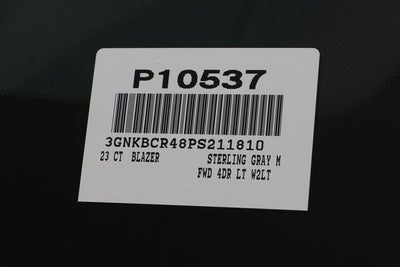 P10537
3GNKBCR48PS211810
23 CT BLAZER STERLING GRAY M
FWD 4DR LT W2LT